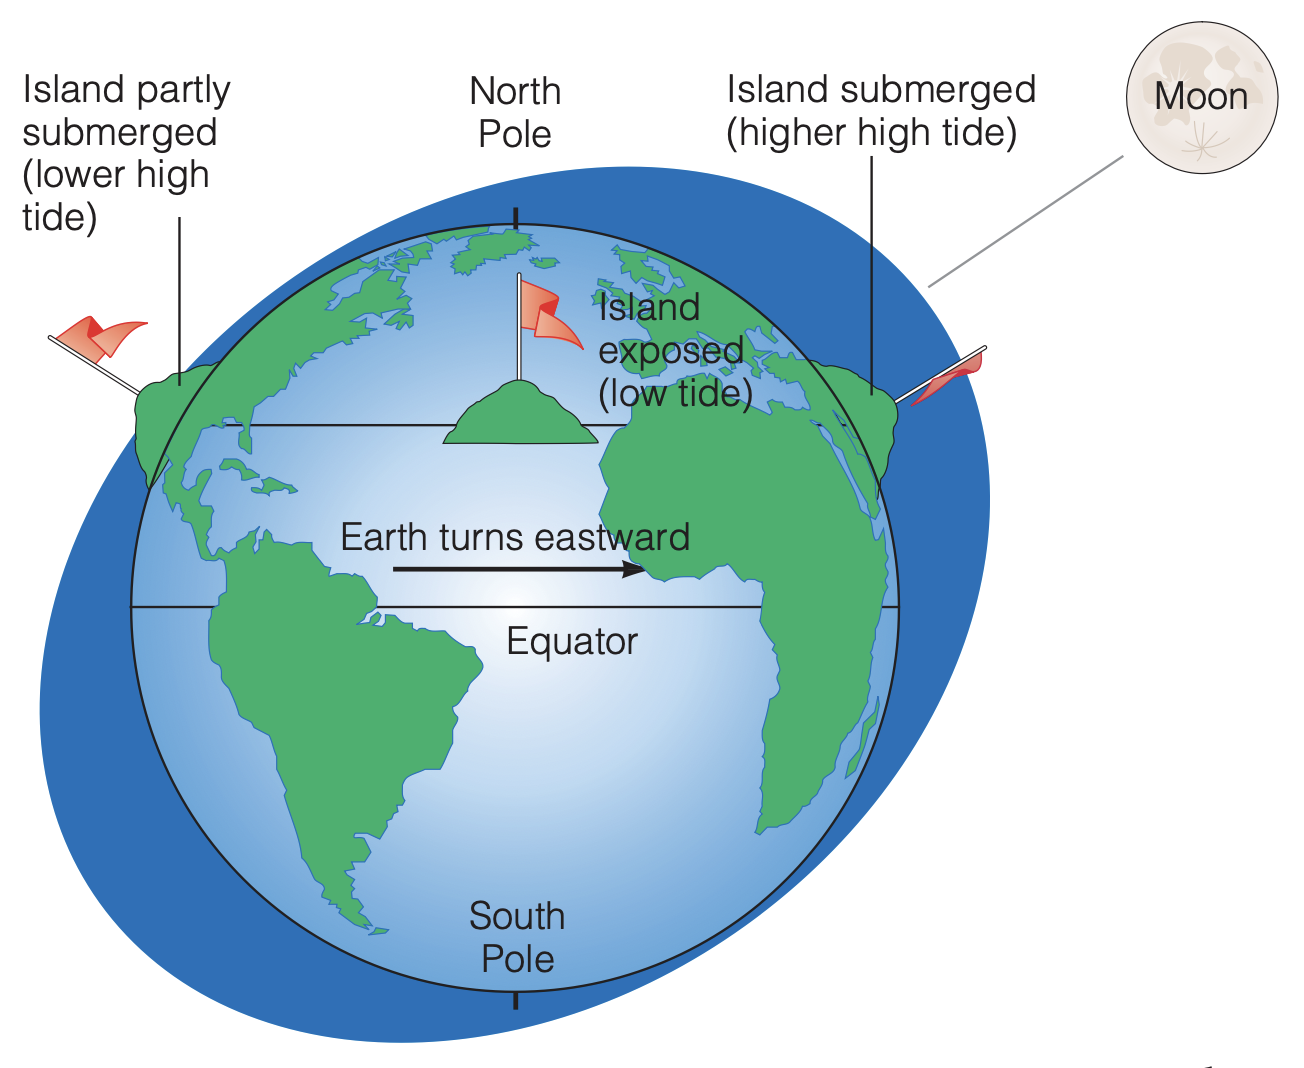 Island partly
submerged
(lower high
tide)
North
Pole
Island submerged
(higher high tide)
Moon
Island
exposed
(low tide)
Earth turns eastward
Equator
South
Pole